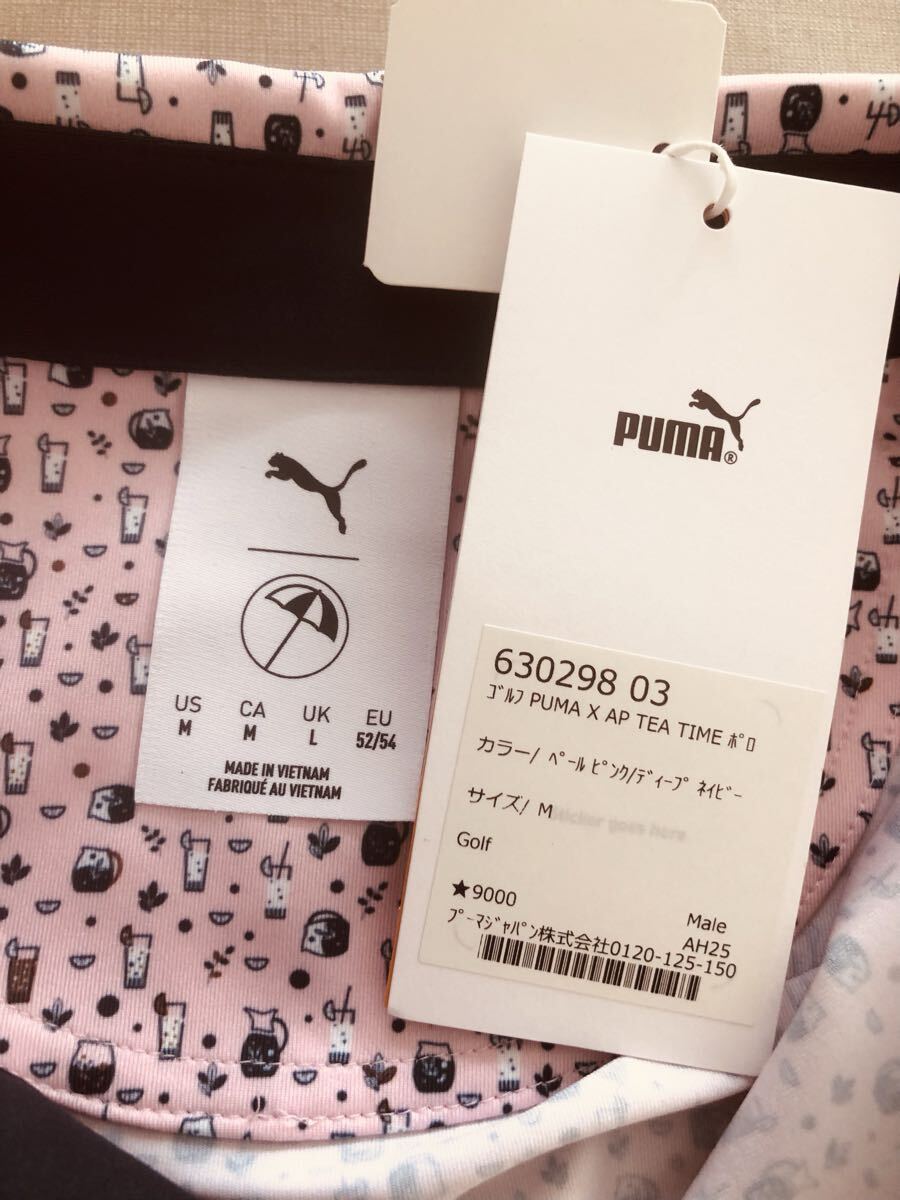 PUMA®
US
M
CA
M
UK
L
EU
52/54
MADE IN VIETNAM
FABRIQUÉ AU VIETNAM
630298 03
ｺﾞﾙﾌ PUMA X AP TEA TIME ﾎﾟﾛ
カラー/ ﾍﾟｰﾙ ﾋﾟﾝｸ/ﾃﾞｨｰﾌﾟ ﾈｲﾋﾞｰ
サイズ/ M
sticker goes here
Golf
★9000
Male
AH25
ﾌﾟｰﾏｼﾞｬﾊﾟﾝ株式会社0120-125-150